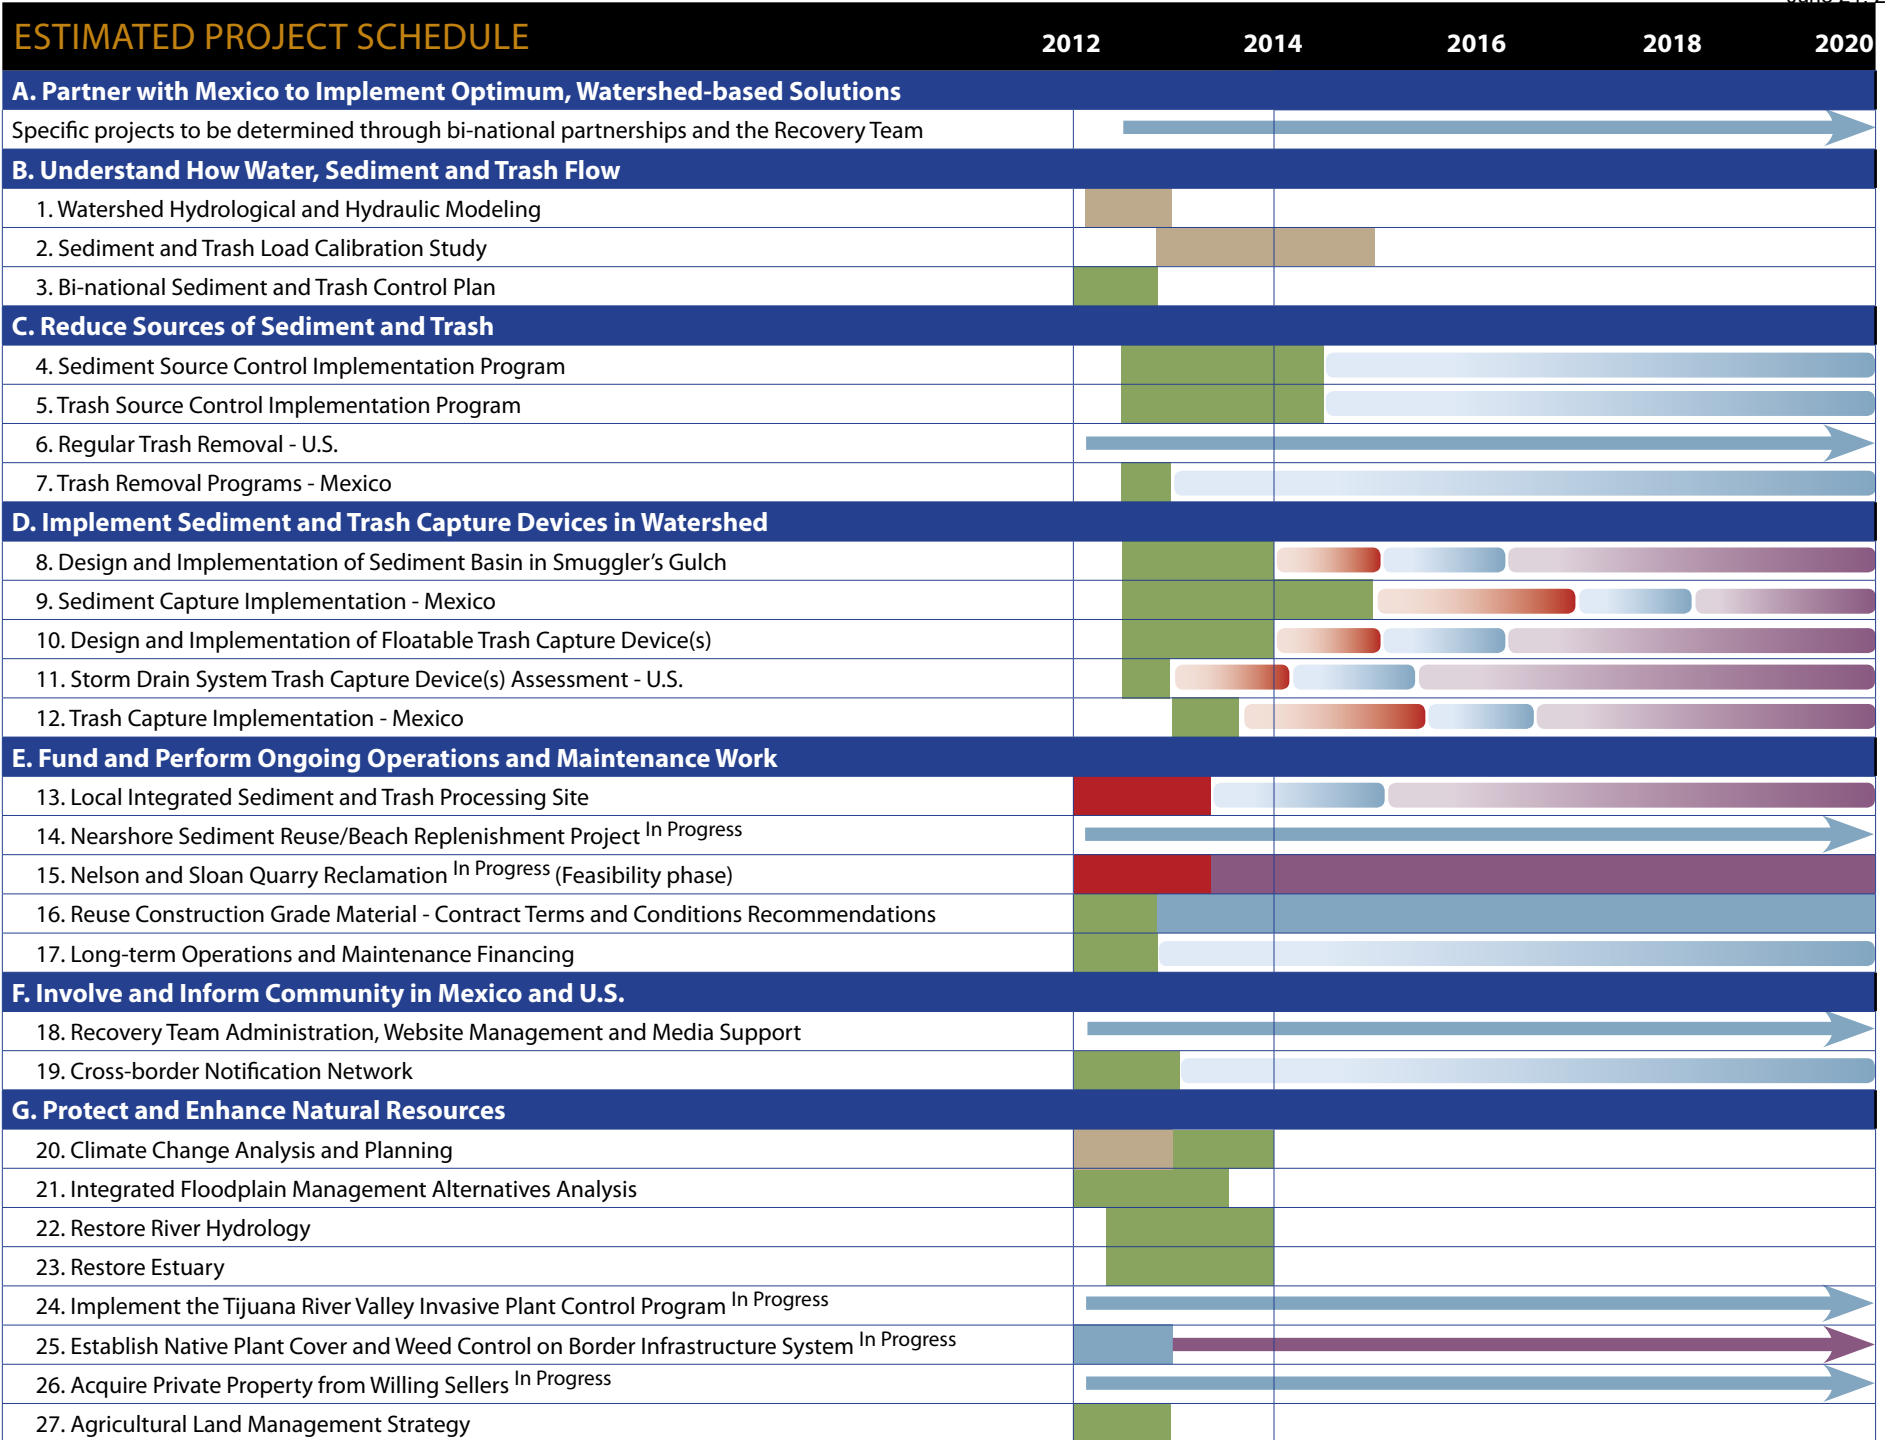 ESTIMATED PROJECT SCHEDULE 2012 2014 2016 2018 2020
A. Partner with Mexico to Implement Optimum, Watershed-based Solutions
Specific projects to be determined through bi-national partnerships and the Recovery Team
B. Understand How Water, Sediment and Trash Flow
1. Watershed Hydrological and Hydraulic Modeling
2. Sediment and Trash Load Calibration Study
3. Bi-national Sediment and Trash Control Plan
C. Reduce Sources of Sediment and Trash
4. Sediment Source Control Implementation Program
5. Trash Source Control Implementation Program
6. Regular Trash Removal - U.S.
7. Trash Removal Programs - Mexico
D. Implement Sediment and Trash Capture Devices in Watershed
8. Design and Implementation of Sediment Basin in Smuggler’s Gulch
9. Sediment Capture Implementation - Mexico
10. Design and Implementation of Floatable Trash Capture Device(s)
11. Storm Drain System Trash Capture Device(s) Assessment - U.S.
12. Trash Capture Implementation - Mexico
E. Fund and Perform Ongoing Operations and Maintenance Work
13. Local Integrated Sediment and Trash Processing Site
14. Nearshore Sediment Reuse/Beach Replenishment Project In Progress
15. Nelson and Sloan Quarry Reclamation In Progress (Feasibility phase)
16. Reuse Construction Grade Material - Contract Terms and Conditions Recommendations
17. Long-term Operations and Maintenance Financing
F. Involve and Inform Community in Mexico and U.S.
18. Recovery Team Administration, Website Management and Media Support
19. Cross-border Notification Network
G. Protect and Enhance Natural Resources
20. Climate Change Analysis and Planning
21. Integrated Floodplain Management Alternatives Analysis
22. Restore River Hydrology
23. Restore Estuary
24. Implement the Tijuana River Valley Invasive Plant Control Program In Progress
25. Establish Native Plant Cover and Weed Control on Border Infrastructure System In Progress
26. Acquire Private Property from Willing Sellers In Progress
27. Agricultural Land Management Strategy